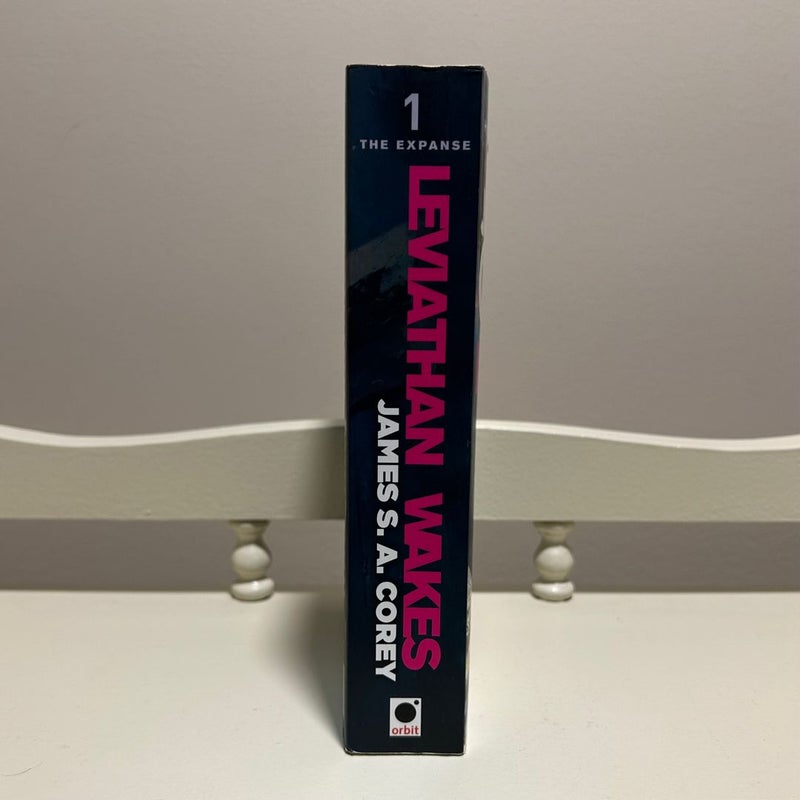 1
THE EXPANSE
LEVIATHAN WAKES
JAMES S. A. COREY
orbit